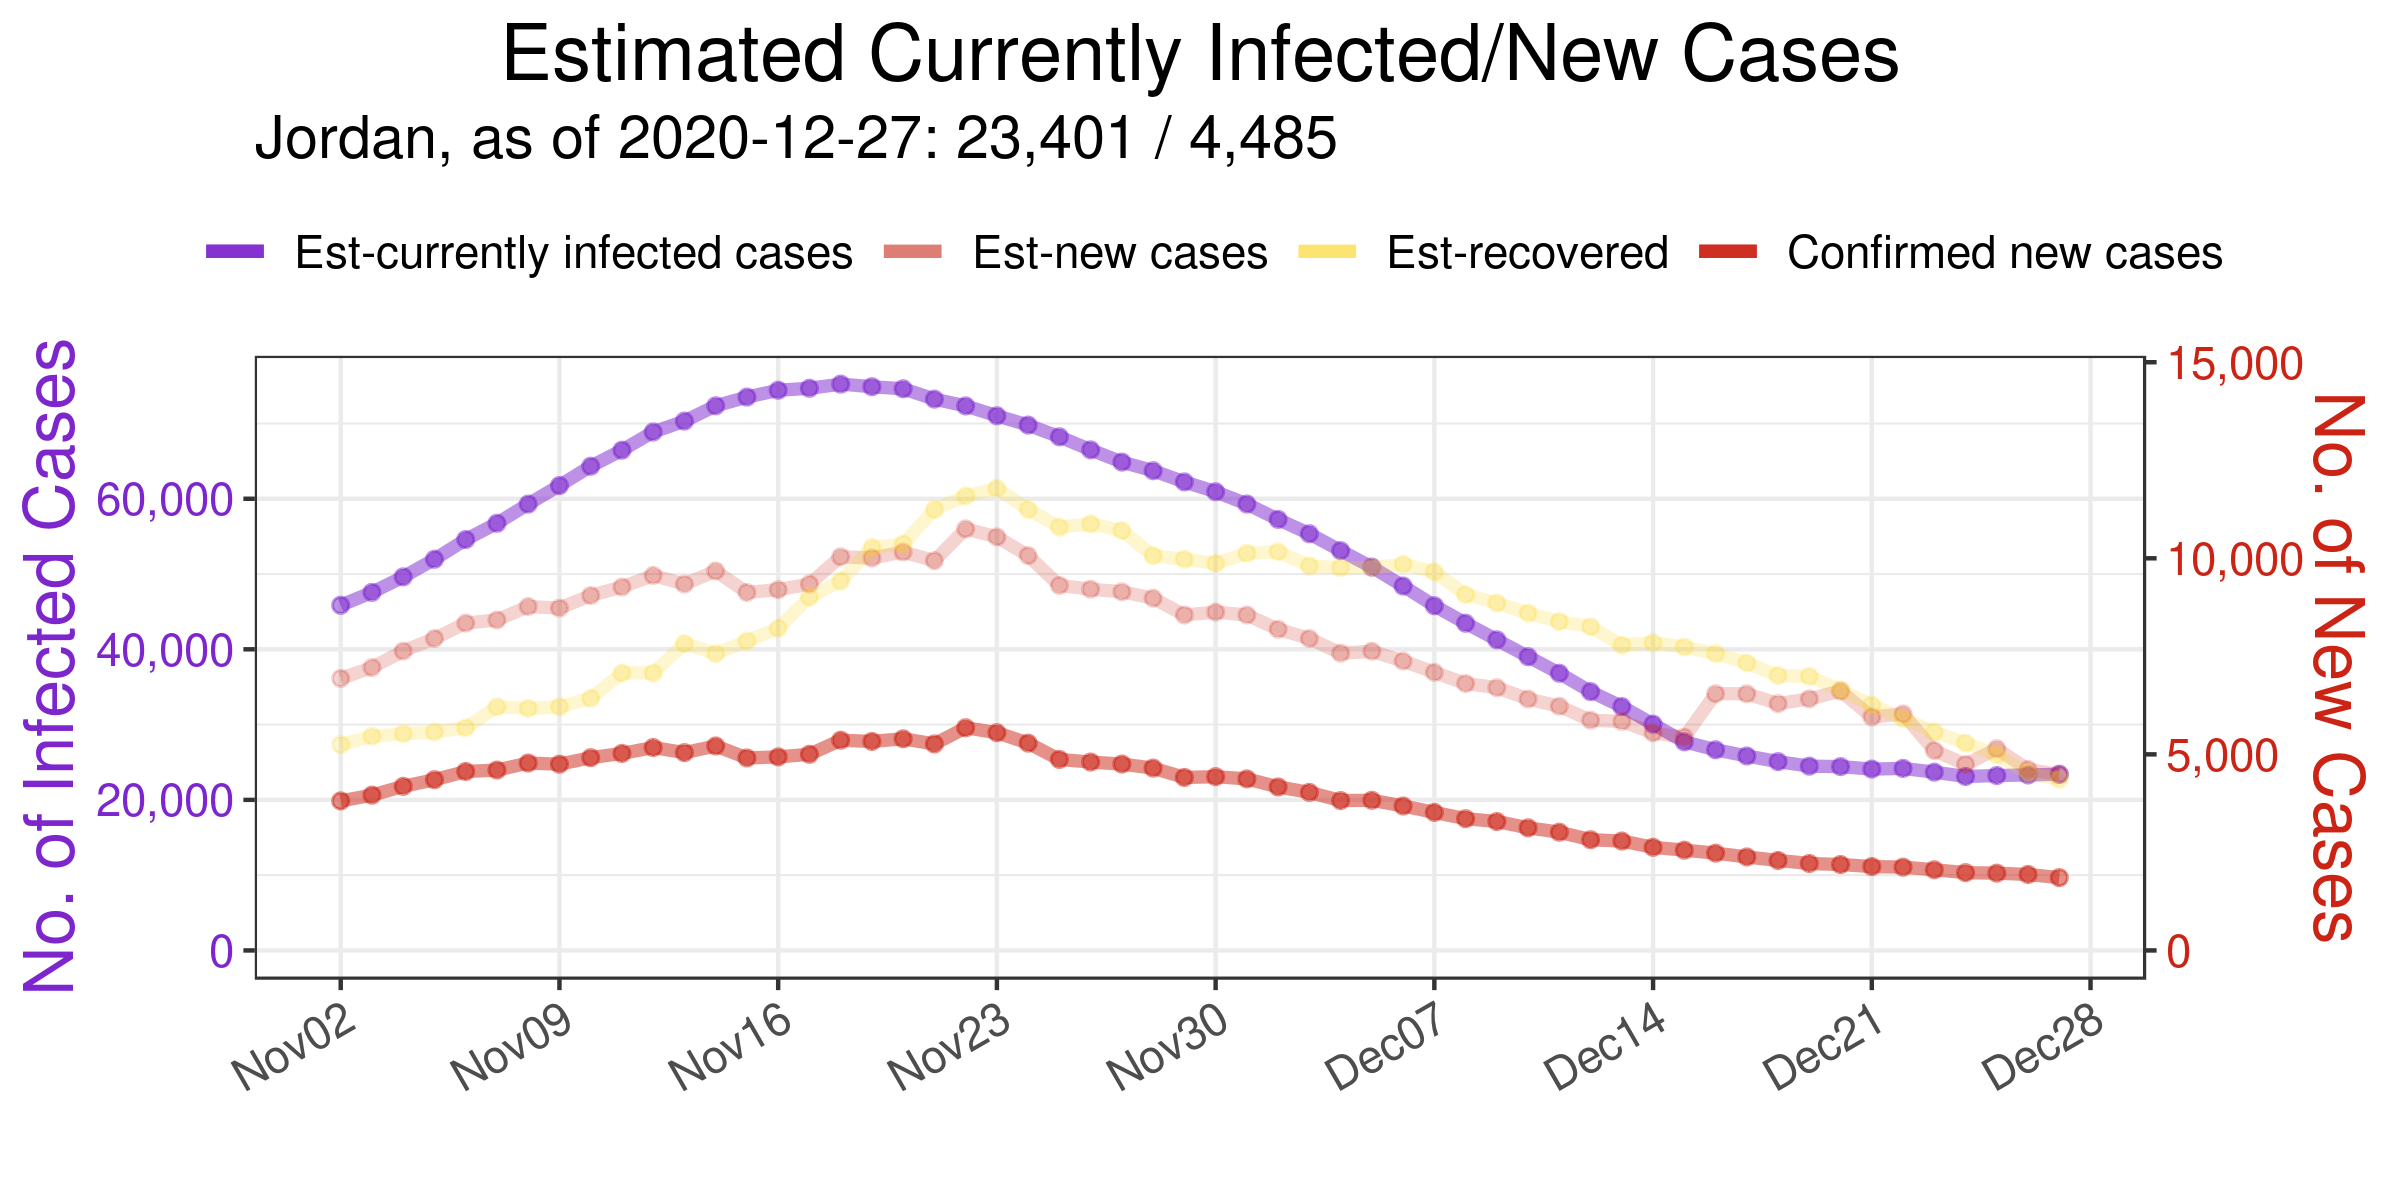 Estimated Currently Infected/New Cases
Jordan, as of 2020-12-27: 23,401 / 4,485
Est-currently infected cases Est-new cases Est-recovered Confirmed new cases
No. of Infected Cases
60,000
40,000
20,000
0
15,000
10,000
5,000
0
No. of New Cases
Nov02 Nov09 Nov16 Nov23 Nov30 Dec07 Dec14 Dec21 Dec28